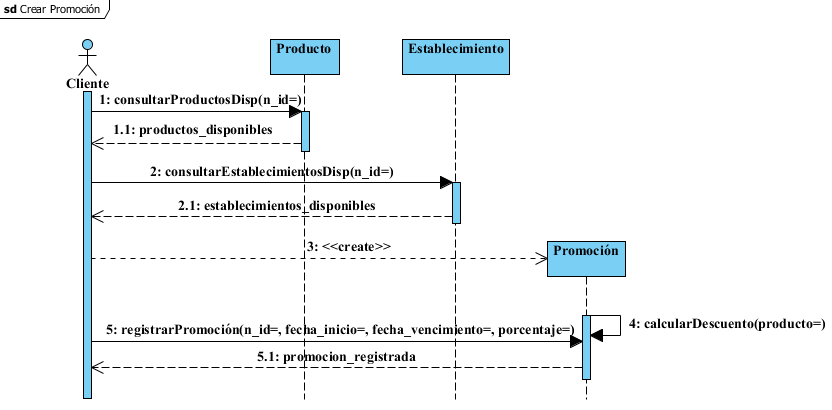 sd Crear Promoción
Producto
Establecimiento
Cliente
1: consultarProductosDisp(n_id=)
1.1: productos_disponibles
2: consultarEstablecimientosDisp(n_id=)
2.1: establecimientos_disponibles
3: <<create>>
Promoción
4: calcularDescuento(producto=)
5: registrarPromoción(n_id=, fecha_inicio=, fecha_vencimiento=, porcentaje=)
5.1: promocion_registrada